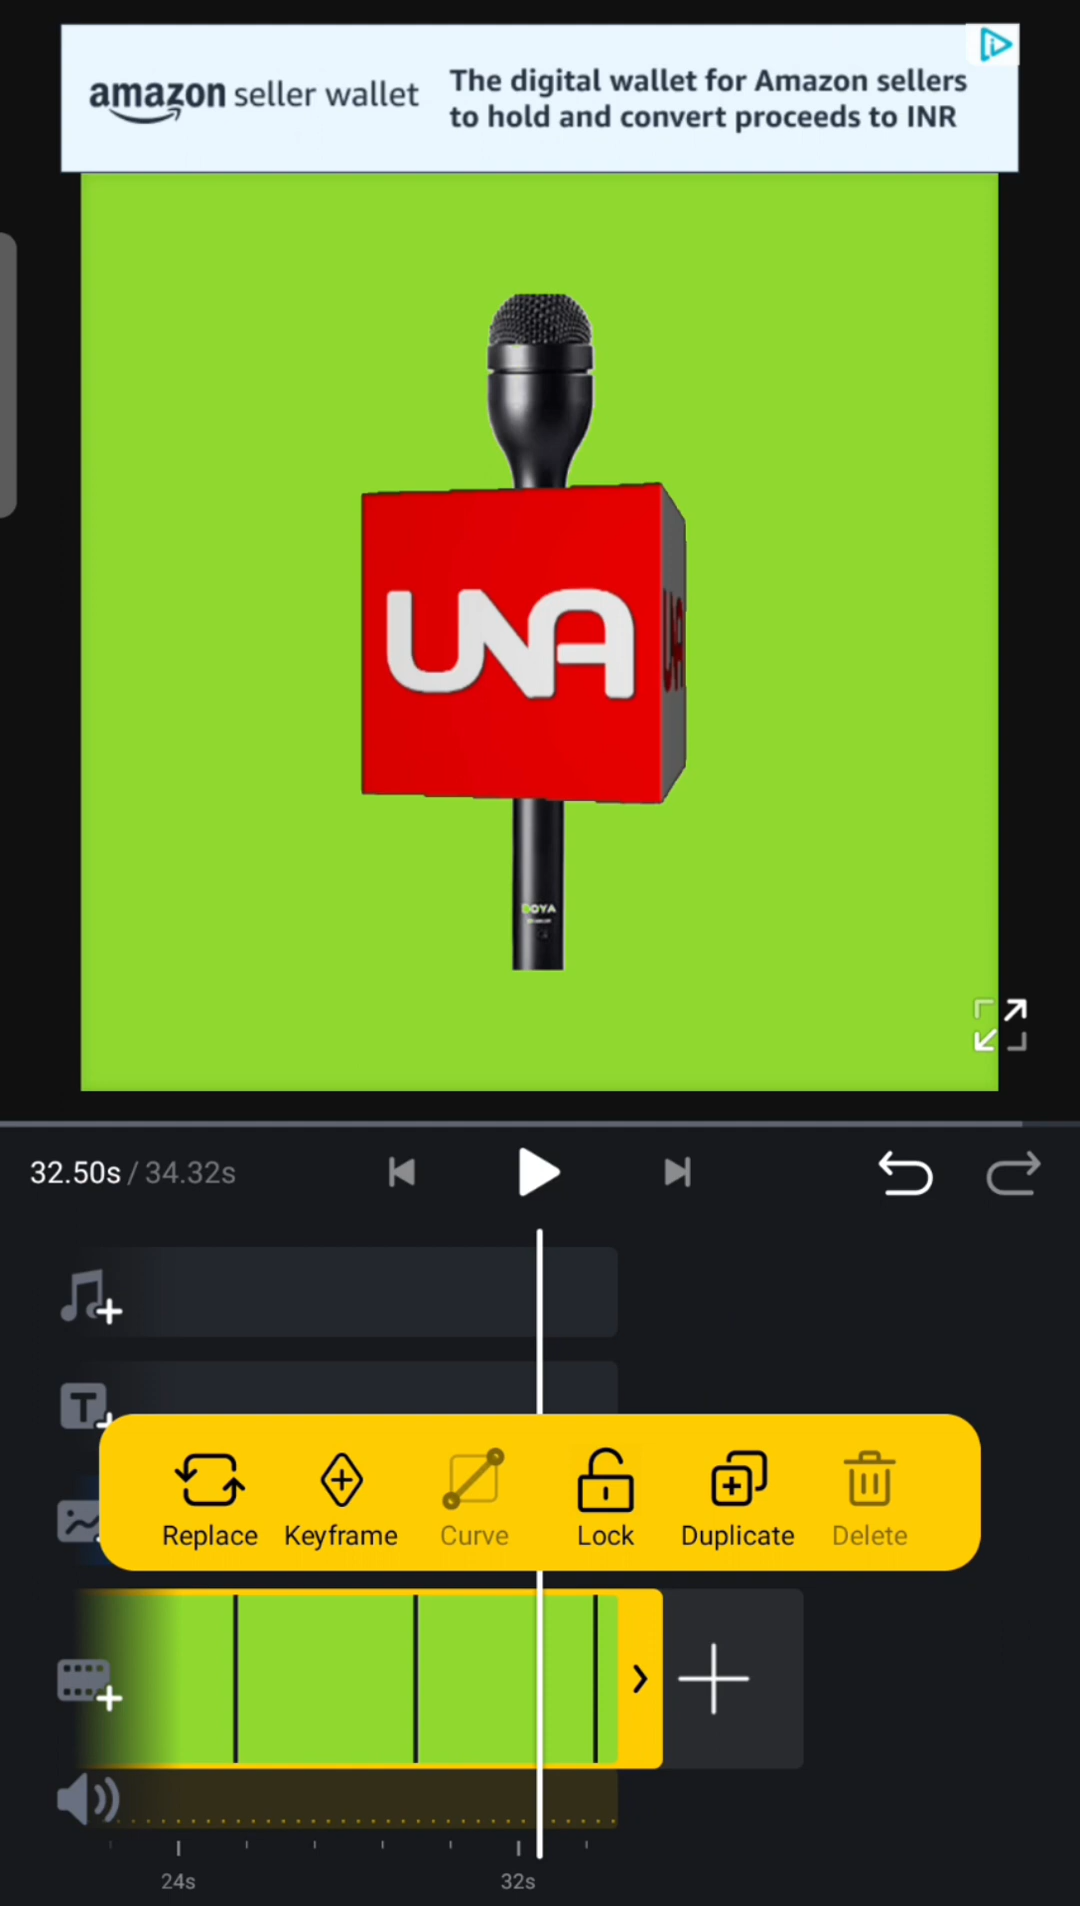 amazon seller wallet
The digital wallet for Amazon sellers
to hold and convert proceeds to INR
UNA
BOYA
32.50s / 34.32s
Replace Keyframe Curve Lock Duplicate Delete
24s 32s